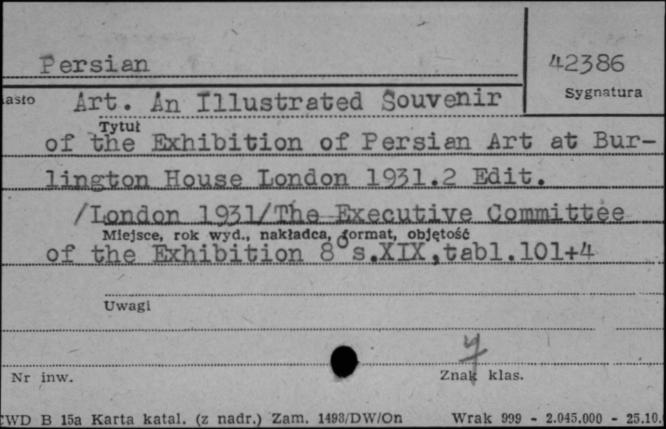 Persian
42386
Sygnatura
asło
Art. An Illustrated Souvenir
Tytuł
of the Exhibition of Persian Art at Bur-
lington House London 1931.2 Edit.
/London 1931/The Executive Committee
Miejsce, rok wyd., nakładca, format, objętość
of the Exhibition 8° s.XIX,tabl.101+4
Uwagi
Nr inw.
Znak klas.
WD B 15a Karta katal. (z nadr.) Zam. 1493/DW/On Wrak 999 - 2.045.000 - 25.10.